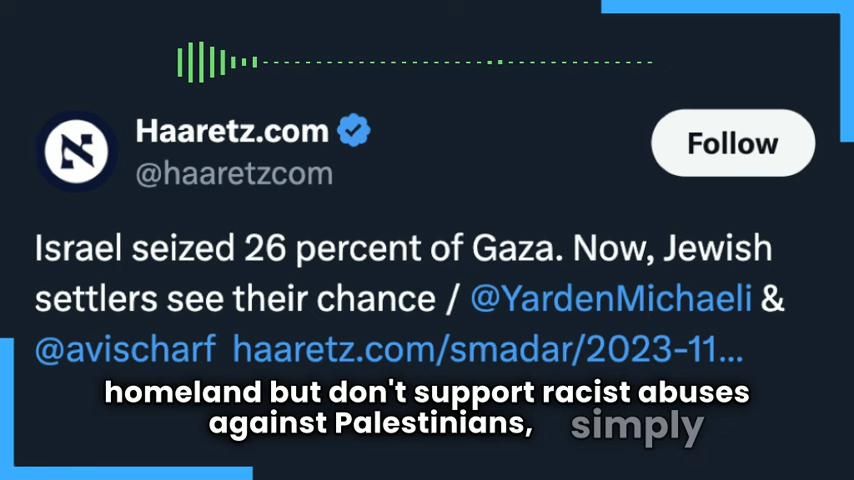 Haaretz.com
@haaretzcom
Follow
Israel seized 26 percent of Gaza. Now, Jewish
settlers see their chance / @YardenMichaeli &
@avischarf haaretz.com/smadar/2023-11...
homeland but don't support racist abuses
against Palestinians, simply